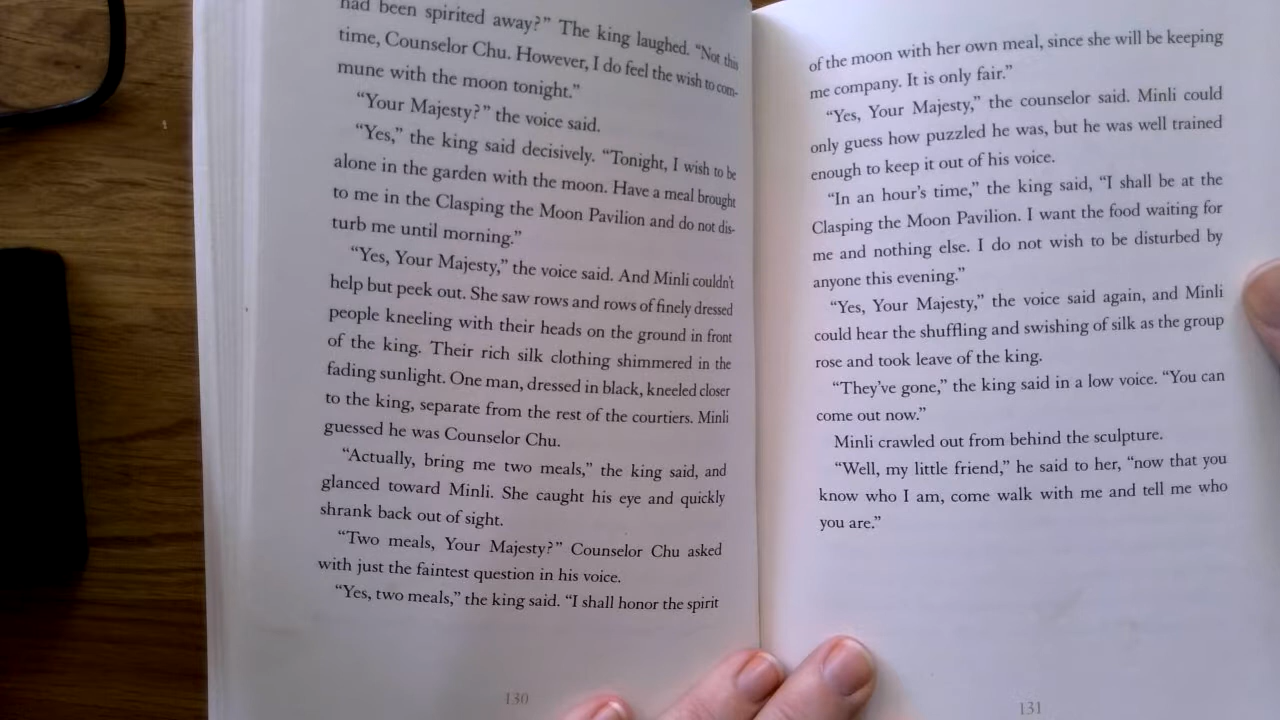 had been spirited away?” The king laughed. “Not this
time, Counselor Chu. However, I do feel the wish to com-
mune with the moon tonight.”
“Your Majesty?” the voice said.
“Yes,” the king said decisively. “Tonight, I wish to be
alone in the garden with the moon. Have a meal brought
to me in the Clasping the Moon Pavilion and do not dis-
turb me until morning.”
“Yes, Your Majesty,” the voice said. And Minli couldn’t
help but peek out. She saw rows and rows of finely dressed
people kneeling with their heads on the ground in front
of the king. Their rich silk clothing shimmered in the
fading sunlight. One man, dressed in black, kneeled closer
to the king, separate from the rest of the courtiers. Minli
guessed he was Counselor Chu.
“Actually, bring me two meals,” the king said, and
glanced toward Minli. She caught his eye and quickly
shrank back out of sight.
“Two meals, Your Majesty?” Counselor Chu asked
with just the faintest question in his voice.
“Yes, two meals,” the king said. “I shall honor the spirit
130
of the moon with her own meal, since she will be keeping
me company. It is only fair.”
“Yes, Your Majesty,” the counselor said. Minli could
only guess how puzzled he was, but he was well trained
enough to keep it out of his voice.
“In an hour’s time,” the king said, “I shall be at the
Clasping the Moon Pavilion. I want the food waiting for
me and nothing else. I do not wish to be disturbed by
anyone this evening.”
“Yes, Your Majesty,” the voice said again, and Minli
could hear the shuffling and swishing of silk as the group
rose and took leave of the king.
“They’ve gone,” the king said in a low voice. “You can
come out now.”
Minli crawled out from behind the sculpture.
“Well, my little friend,” he said to her, “now that you
know who I am, come walk with me and tell me who
you are.”
131